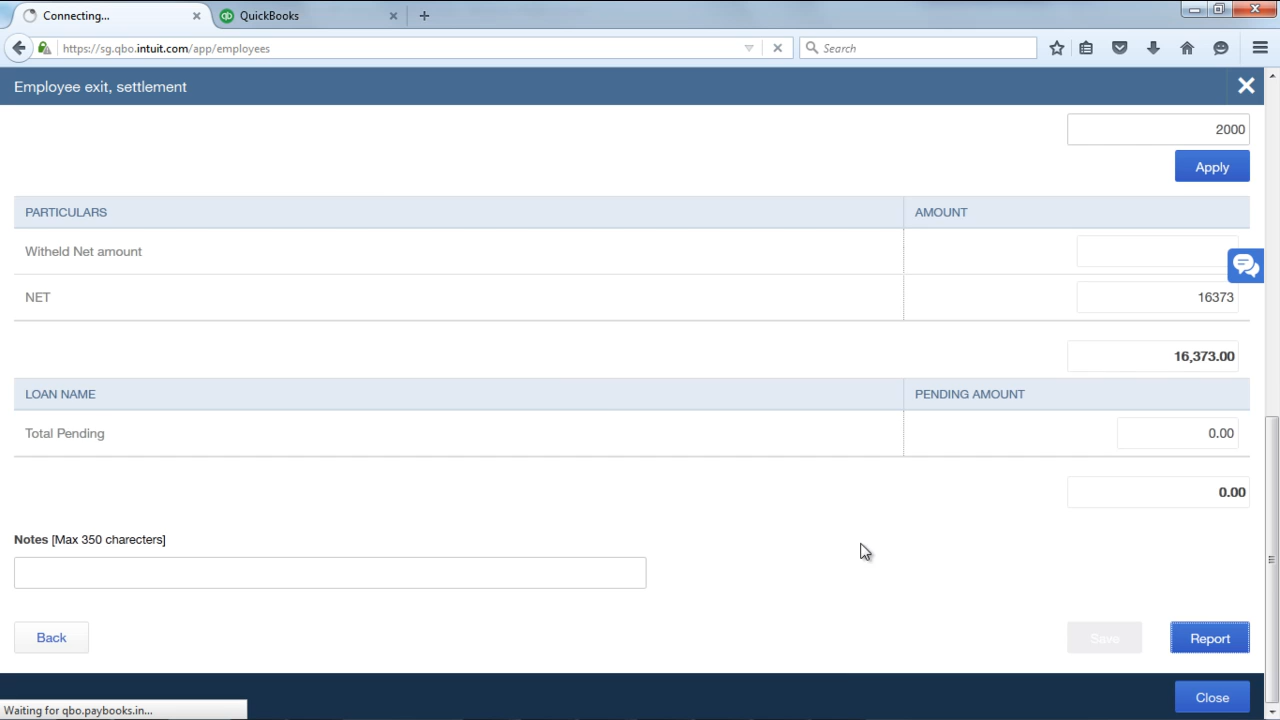 Connecting...
QuickBooks
https://sg.qbo.intuit.com/app/employees
Search
Employee exit, settlement
2000
Apply
PARTICULARS AMOUNT
Witheld Net amount
NET 16373
16,373.00
LOAN NAME PENDING AMOUNT
Total Pending 0.00
0.00
Notes [Max 350 charecters]
Back Save Report
Close
Waiting for qbo.paybooks.in...